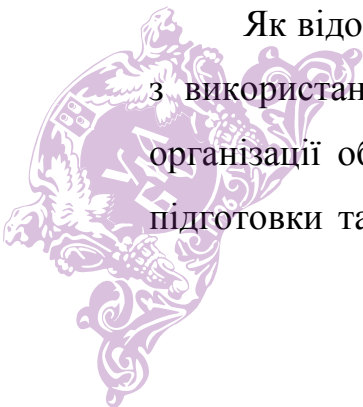 Як відо
з використан
організації об
підготовки та